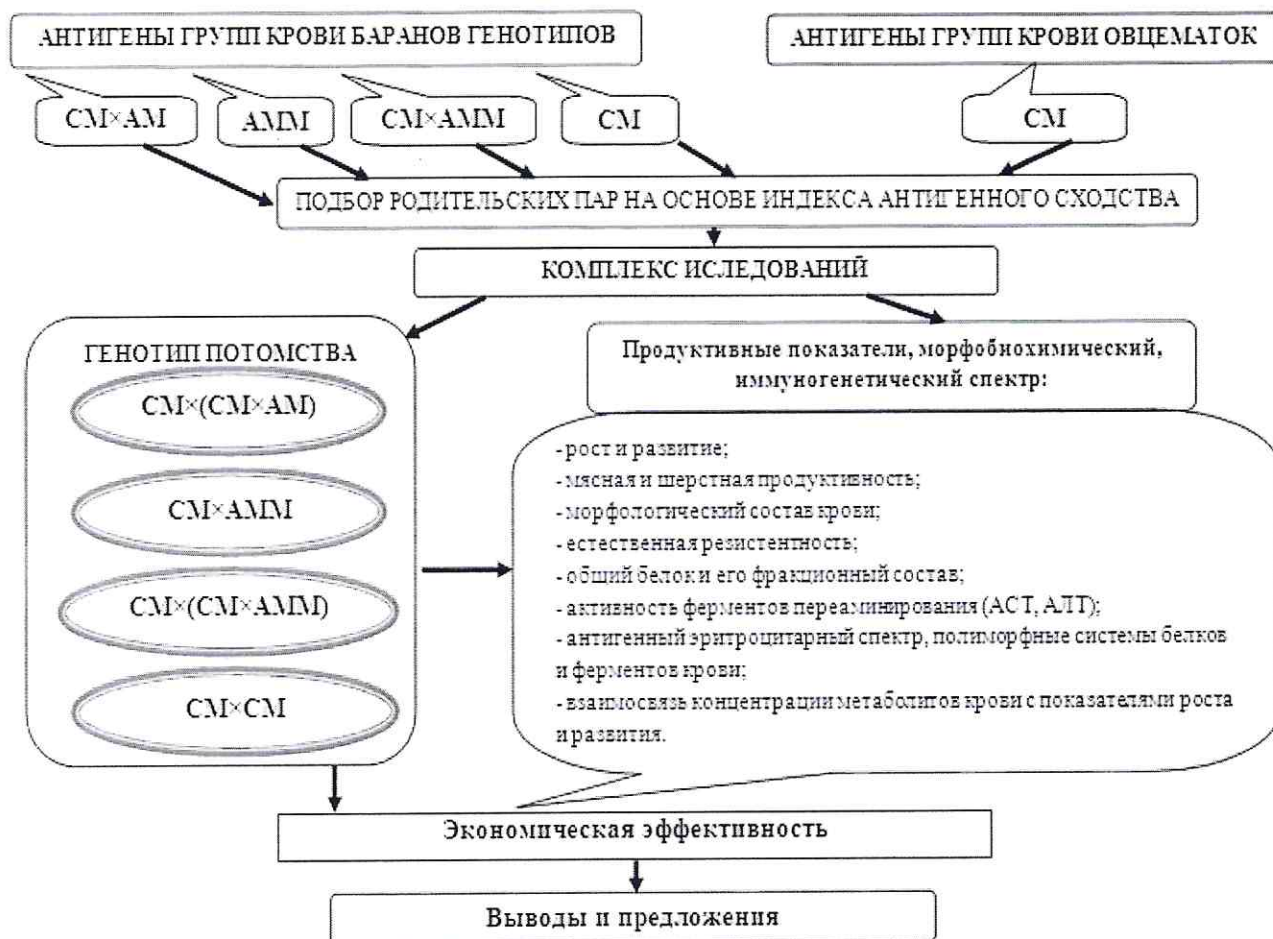 АНТИГЕНЫ ГРУПП КРОВИ БАРАНОВ ГЕНОТИПОВ
АНТИГЕНЫ ГРУПП КРОВИ ОВЦЕМАТОК
СМ×АМ
АММ
СМ×АММ
СМ
СМ
ПОДБОР РОДИТЕЛЬСКИХ ПАР НА ОСНОВЕ ИНДЕКСА АНТИГЕННОГО СХОДСТВА
КОМПЛЕКС ИСЛЕДОВАНИЙ
ГЕНОТИП ПОТОМСТВА
СМ×(СМ×АМ)
СМ×АММ
СМ×(СМ×АММ)
СМ×СМ
Продуктивные показатели, морфобиохимический,
иммуногенетический спектр:
- рост и развитие;
- мясная и шерстная продуктивность;
- морфологический состав крови;
- естественная резистентность;
- общий белок и его фракционный состав;
- активность ферментов переаминирования (АСТ, АЛТ);
- антигенный эритроцитарный спектр, полиморфные системы белков
и ферментов крови;
- взаимосвязь концентрации метаболитов крови с показателями роста
и развития.
Экономическая эффективность
Выводы и предложения